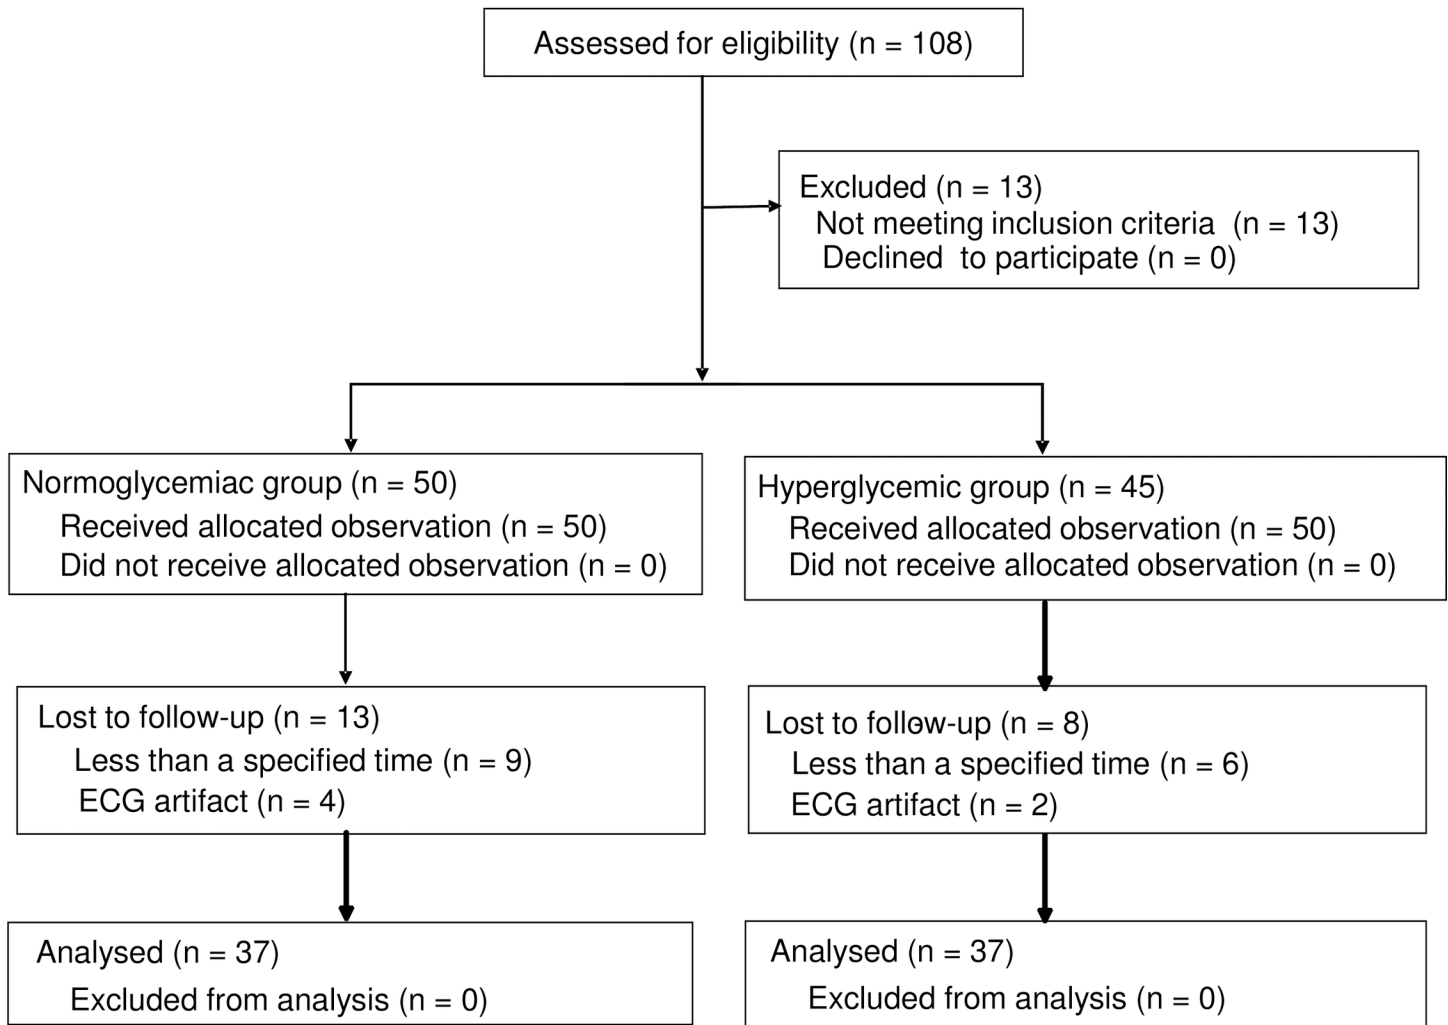 Assessed for eligibility (n = 108)
Excluded (n = 13)
Not meeting inclusion criteria (n = 13)
Declined to participate (n = 0)
Normoglycemiac group (n = 50)
Received allocated observation (n = 50)
Did not receive allocated observation (n = 0)
Hyperglycemic group (n = 45)
Received allocated observation (n = 50)
Did not receive allocated observation (n = 0)
Lost to follow-up (n = 13)
Less than a specified time (n = 9)
ECG artifact (n = 4)
Lost to follow-up (n = 8)
Less than a specified time (n = 6)
ECG artifact (n = 2)
Analysed (n = 37)
Excluded from analysis (n = 0)
Analysed (n = 37)
Excluded from analysis (n = 0)